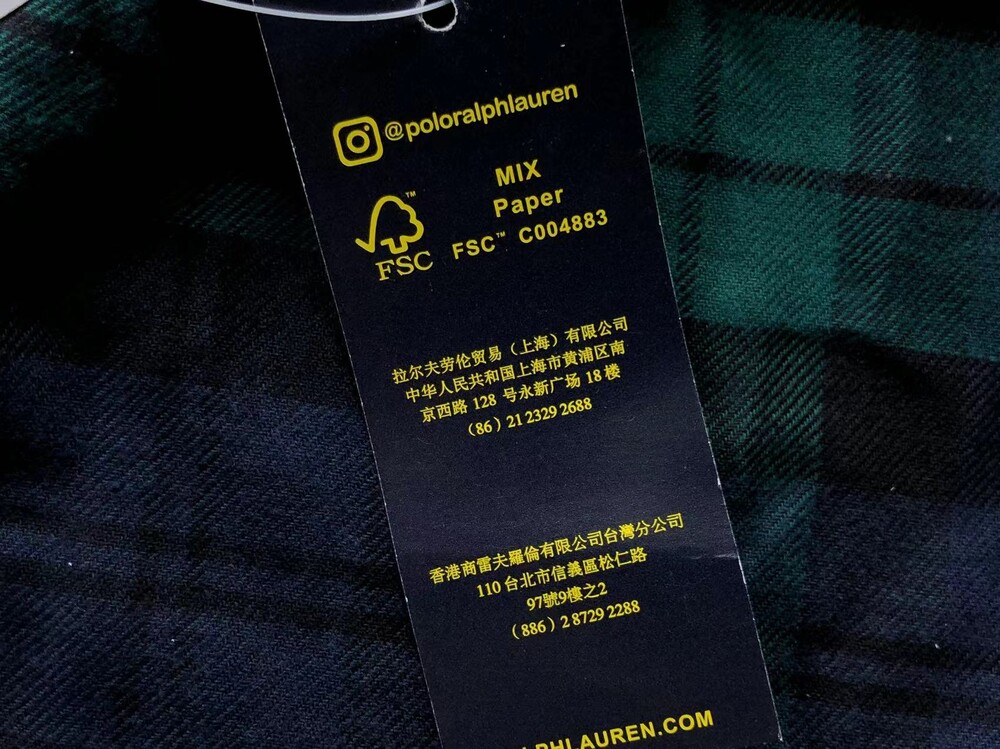 @poloralphlauren
MIX
Paper
FSC™ C004883
™
FSC
拉尔夫劳伦贸易（上海）有限公司
中华人民共和国上海市黄浦区南
京西路 128 号永新广场 18 楼
（86）21 2329 2688
香港商雷夫羅倫有限公司台灣分公司
110 台北市信義區松仁路
97號9樓之2
（886）2 8729 2288
LPHLAUREN.COM